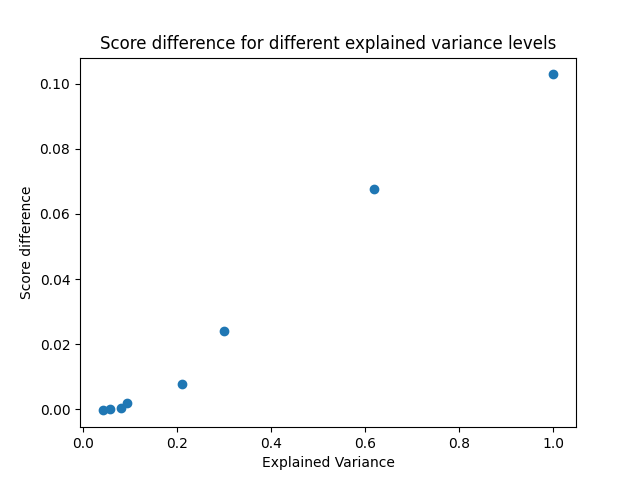 Score difference for different explained variance levels
0.10
0.08
0.06
0.04
0.02
0.00
Score difference
0.0 0.2 0.4 0.6 0.8 1.0
Explained Variance